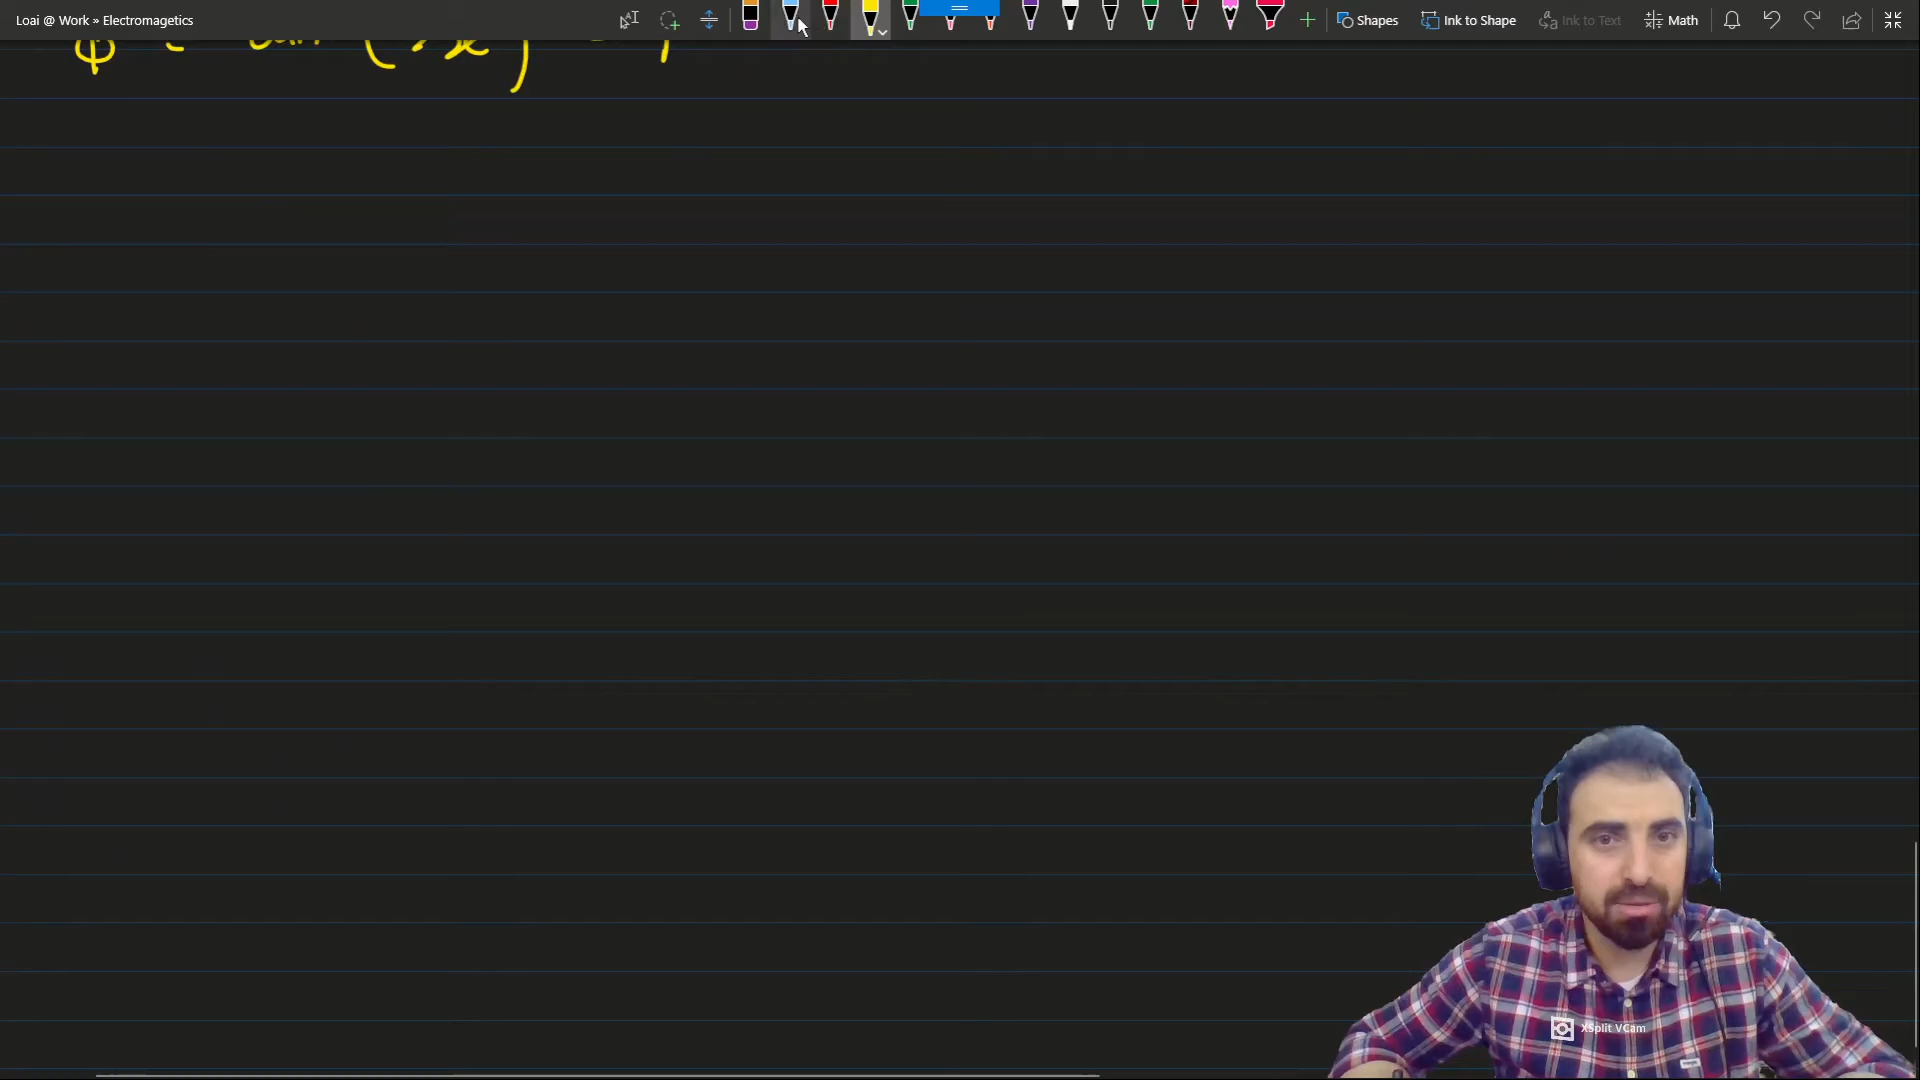 Loai @ Work » Electromagetics
Shapes
Ink to Shape
Ink to Text
Math
XSplit VCam